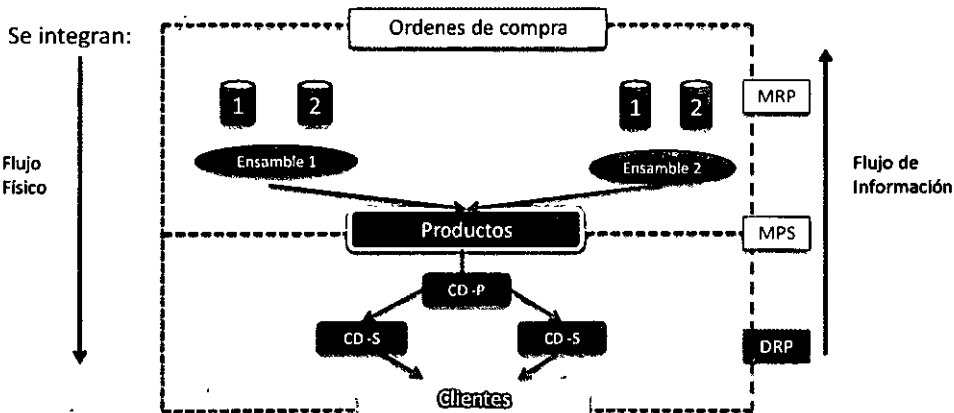 Se integran:
Ordenes de compra
1
2
1
2
MRP
Ensamble 1
Ensamble 2
Flujo
Físico
Flujo de
Información
Productos
MPS
CD -P
CD -S
CD -S
DRP
Clientes